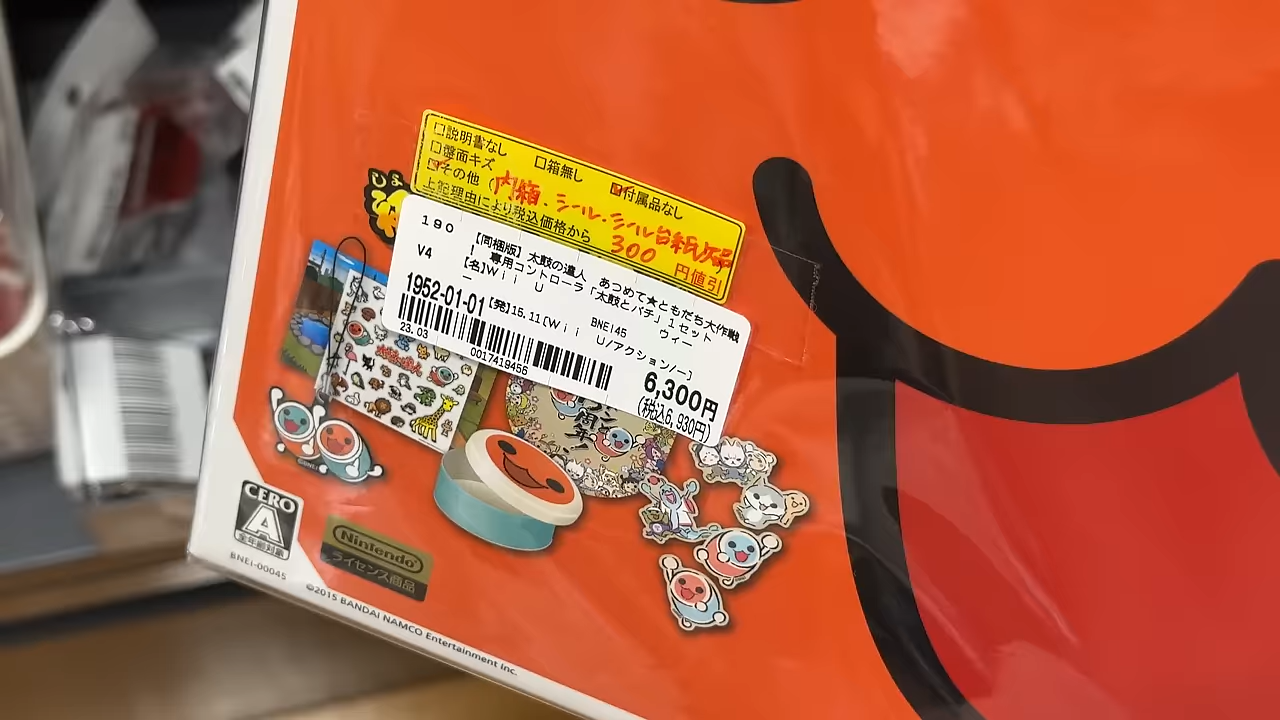 □説明書なし □箱無し ☑付属品なし
□盤面キズ
☑その他(内箱・シール・シール台紙欠品)
上記理由により税込価格から 300 円値引
しょ
190 【同梱版】太鼓の達人 あつめて★ともだち大作戦
V4 ! 専用コントローラ「太鼓とバチ」1セット
[名]Wii U ウィー
1952-01-01 [発]15.11[Wii U/アクション/ー]
BNEI45
23.03
0017419456
6,300円
(税込6,930円)
CERO
A
全年齢対象
BNEI-00045
Nintendo
ライセンス商品
©2015 BANDAI NAMCO Entertainment Inc.